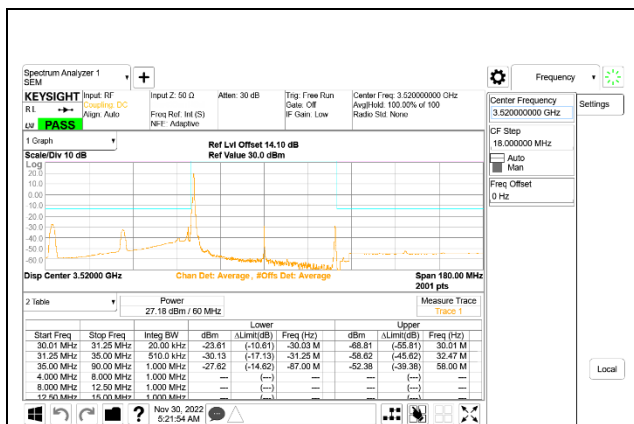 Spectrum Analyzer 1
SEM
Frequency
KEYSIGHT
Input: RF
Input Z: 50 Ω
Atten: 30 dB
Trig: Free Run
Center Freq: 3.520000000 GHz
R L
Coupling: DC
Gate: Off
Avg|Hold: 100.00% of 100
Align: Auto
Freq Ref: Int (S)
IF Gain: Low
Radio Std: None
PASS
NFE: Adaptive
Center Frequency
3.52000000 GHz
Settings
CF Step
18.000000 MHz
Auto
Man
Freq Offset
0 Hz
1 Graph
Ref Lvl Offset 14.10 dB
Scale/Div 10 dB
Ref Value 30.0 dBm
Log
20.0
10.0
0.00
-10.0
-20.0
-30.0
-40.0
-50.0
-60.0
Disp Center 3.52000 GHz
Chan Det: Average , #Offs Det: Average
Span 180.00 MHz
2001 pts
2 Table
Power
Measure Trace
27.18 dBm / 60 MHz
Trace 1
Lower
Upper
Start Freq Stop Freq Integ BW dBm ΔLimit(dB) Freq (Hz) dBm ΔLimit(dB) Freq (Hz)
30.01 MHz 31.25 MHz 20.00 kHz -23.61 (-10.61) -30.03 M -68.81 (-55.81) 30.01 M
31.25 MHz 35.00 MHz 510.0 kHz -30.13 (-17.13) -31.25 M -58.62 (-45.62) 32.47 M
35.00 MHz 90.00 MHz 1.000 MHz -27.62 (-14.62) -87.00 M -52.38 (-39.38) 58.00 M
4.000 MHz 8.000 MHz 1.000 MHz --- (---) --- --- (---) ---
8.000 MHz 12.50 MHz 1.000 MHz --- (---) --- --- (---) ---
12.50 MHz 15.00 MHz 1.000 MHz --- (---) --- --- (---) ---
Local
?
Nov 30, 2022
5:21:54 AM